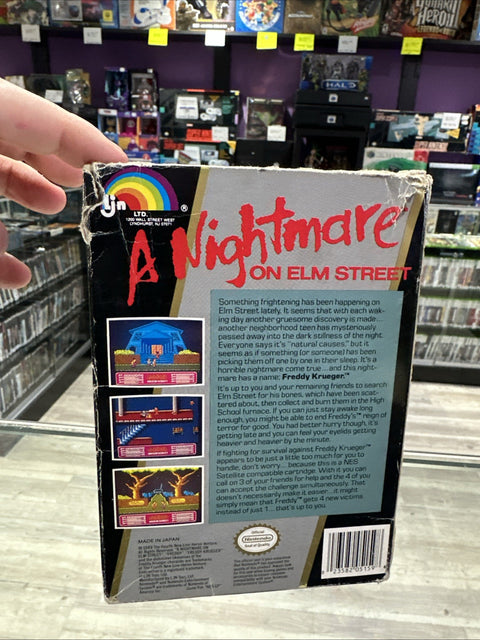 HALO
ljn
®
LTD.
1200 WALL STREET WEST
LYNDHURST, NJ 07071
A Nightmare
ON ELM STREET
Something frightening has been happening on
Elm Street lately. It seems that with each wak-
ing day another gruesome discovery is made...
another neighborhood teen has mysteriously
passed away into the dark stillness of the night.
Everyone says it's "natural causes," but it
seems as if something (or someone) has been
picking them off one by one in their sleep. It's a
horrible nightmare come true... and this night-
mare has a name: Freddy Krueger.™
It's up to you and your remaining friends to search
Elm Street for his bones, which have been scat-
tered about, then collect and burn them in the High
School furnace. If you can just stay awake long
enough, you might be able to end Freddy's™ reign of
terror for good. You had better hurry though, it's
getting late and you can feel your eyelids getting
heavier and heavier by the minute.
If fighting for survival against Freddy Krueger™
appears to be just a little too much for you to
handle, don't worry... because this is a NES
Satellite compatible cartridge. With it you can
call on 3 of your friends for help and the 4 of you
can accept the challenge simultaneously. That
doesn't necessarily make it easier...it might
simply mean that Freddy™ gets 4 new victims
instead of just 1...that's up to you.
MADE IN JAPAN
Official
Nintendo
Seal of Quality
23582 05159